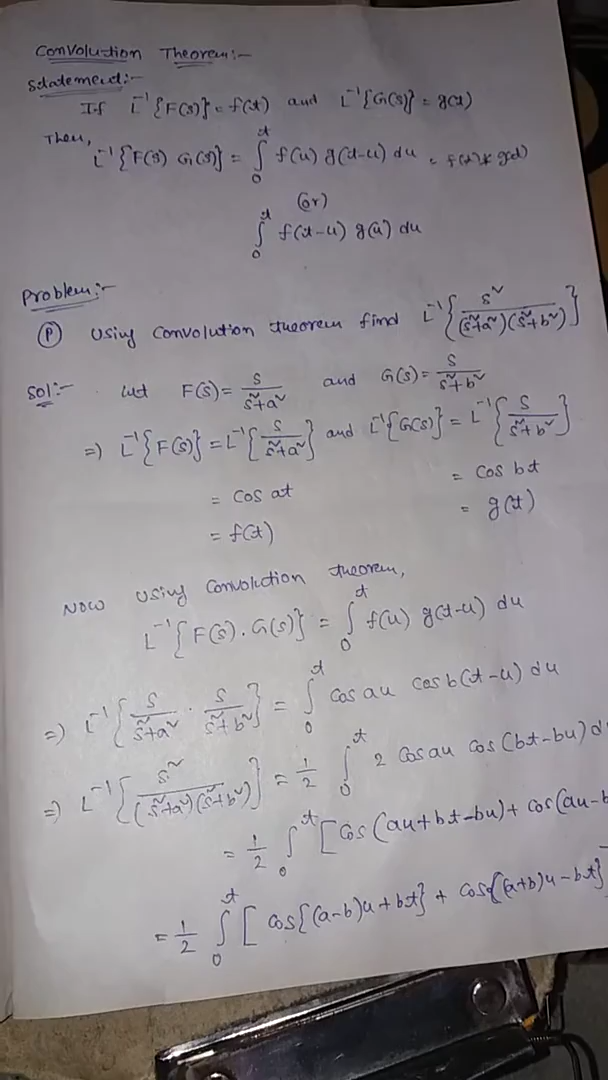 Convolution Theorem:-
Statement:-
If L⁻¹{F(s)} = f(t) and L⁻¹{G(s)} = g(t)
Then,
L⁻¹{F(s) G(s)} = ∫₀ᵗ f(u) g(t-u) du = f(t) * g(t)
(or)
∫₀ᵗ f(t-u) g(u) du
Problem:-
(P) Using Convolution theorem find L⁻¹{s²/((s²+a²)(s²+b²))}
Sol:- Let F(s) = s/(s²+a²) and G(s) = s/(s²+b²)
=> L⁻¹{F(s)} = L⁻¹{s/(s²+a²)} and L⁻¹{G(s)} = L⁻¹{s/(s²+b²)}
= cos at = cos bt
= f(t) = g(t)
Now using Convolution theorem,
L⁻¹{F(s).G(s)} = ∫₀ᵗ f(u) g(t-u) du
=> L⁻¹{s/(s²+a²) . s/(s²+b²)} = ∫₀ᵗ cos au cos b(t-u) du
=> L⁻¹{s²/((s²+a²)(s²+b²))} = 1/2 ∫₀ᵗ 2 cos au cos (bt-bu) d
= 1/2 ∫₀ᵗ [cos (au+bt-bu) + cos (au-b
= 1/2 ∫₀ᵗ [cos{(a-b)u+bt} + cos{(a+b)u-bt}